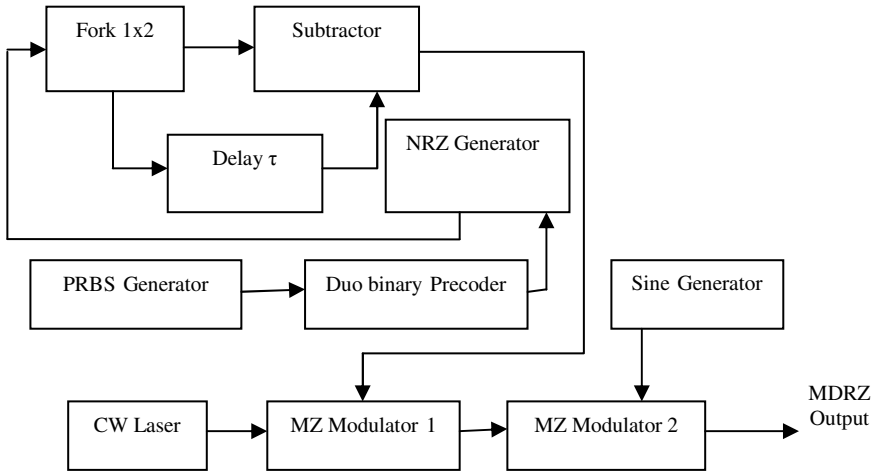 Fork 1x2
Subtractor
Delay τ
NRZ Generator
PRBS Generator
Duo binary Precoder
Sine Generator
CW Laser
MZ Modulator 1
MZ Modulator 2
MDRZ
Output